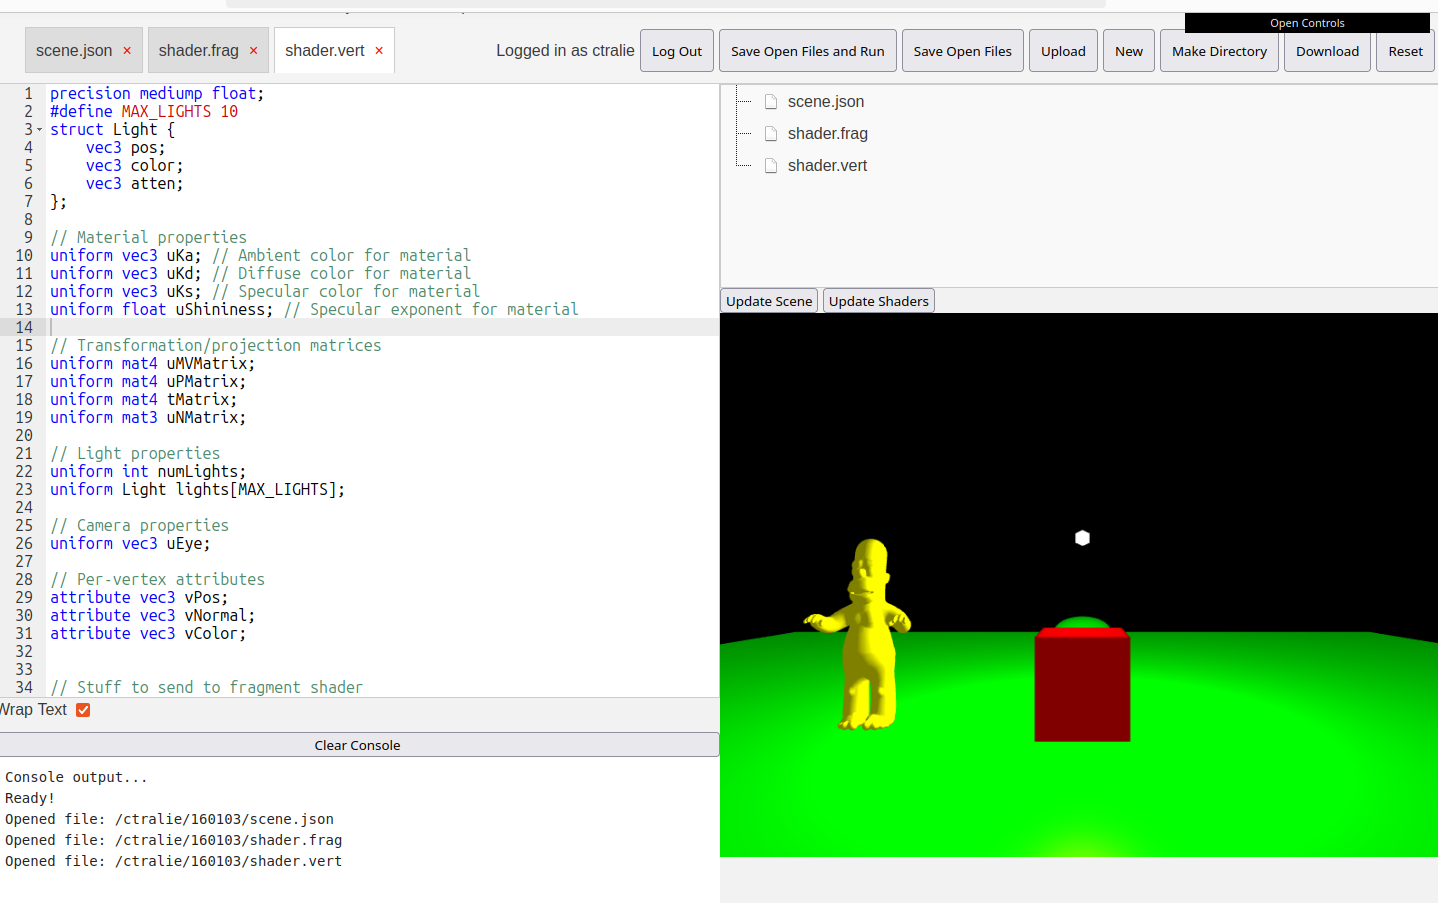 Open Controls
scene.json × shader.frag × shader.vert ×
Logged in as ctralie Log Out Save Open Files and Run Save Open Files Upload New Make Directory Download Reset
1 precision mediump float;
2 #define MAX_LIGHTS 10
3 struct Light {
4 vec3 pos;
5 vec3 color;
6 vec3 atten;
7 };
8
9 // Material properties
10 uniform vec3 uKa; // Ambient color for material
11 uniform vec3 uKd; // Diffuse color for material
12 uniform vec3 uKs; // Specular color for material
13 uniform float uShininess; // Specular exponent for material
14
15 // Transformation/projection matrices
16 uniform mat4 uMVMatrix;
17 uniform mat4 uPMatrix;
18 uniform mat4 tMatrix;
19 uniform mat3 uNMatrix;
20
21 // Light properties
22 uniform int numLights;
23 uniform Light lights[MAX_LIGHTS];
24
25 // Camera properties
26 uniform vec3 uEye;
27
28 // Per-vertex attributes
29 attribute vec3 vPos;
30 attribute vec3 vNormal;
31 attribute vec3 vColor;
32
33
34 // Stuff to send to fragment shader
Wrap Text
Clear Console
Console output...
Ready!
Opened file: /ctralie/160103/scene.json
Opened file: /ctralie/160103/shader.frag
Opened file: /ctralie/160103/shader.vert
scene.json
shader.frag
shader.vert
Update Scene Update Shaders